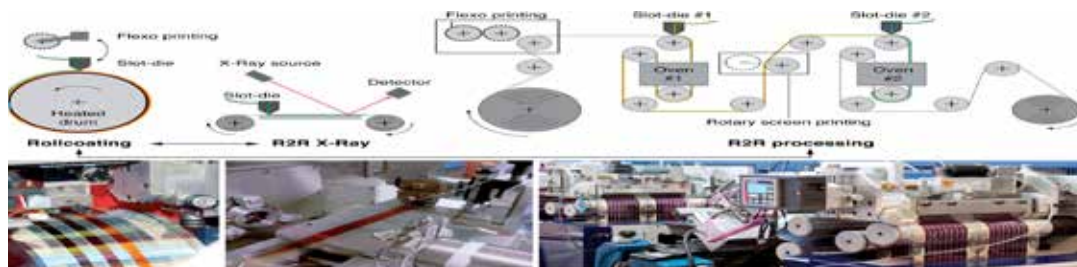 Flexo printing
Slot-die
Heated
drum
Rollcoating
X-Ray source
Detector
Slot-die
R2R X-Ray
Flexo printing
Slot-die #1
Slot-die #2
Oven
#1
Oven
#2
Rotary screen printing
R2R processing